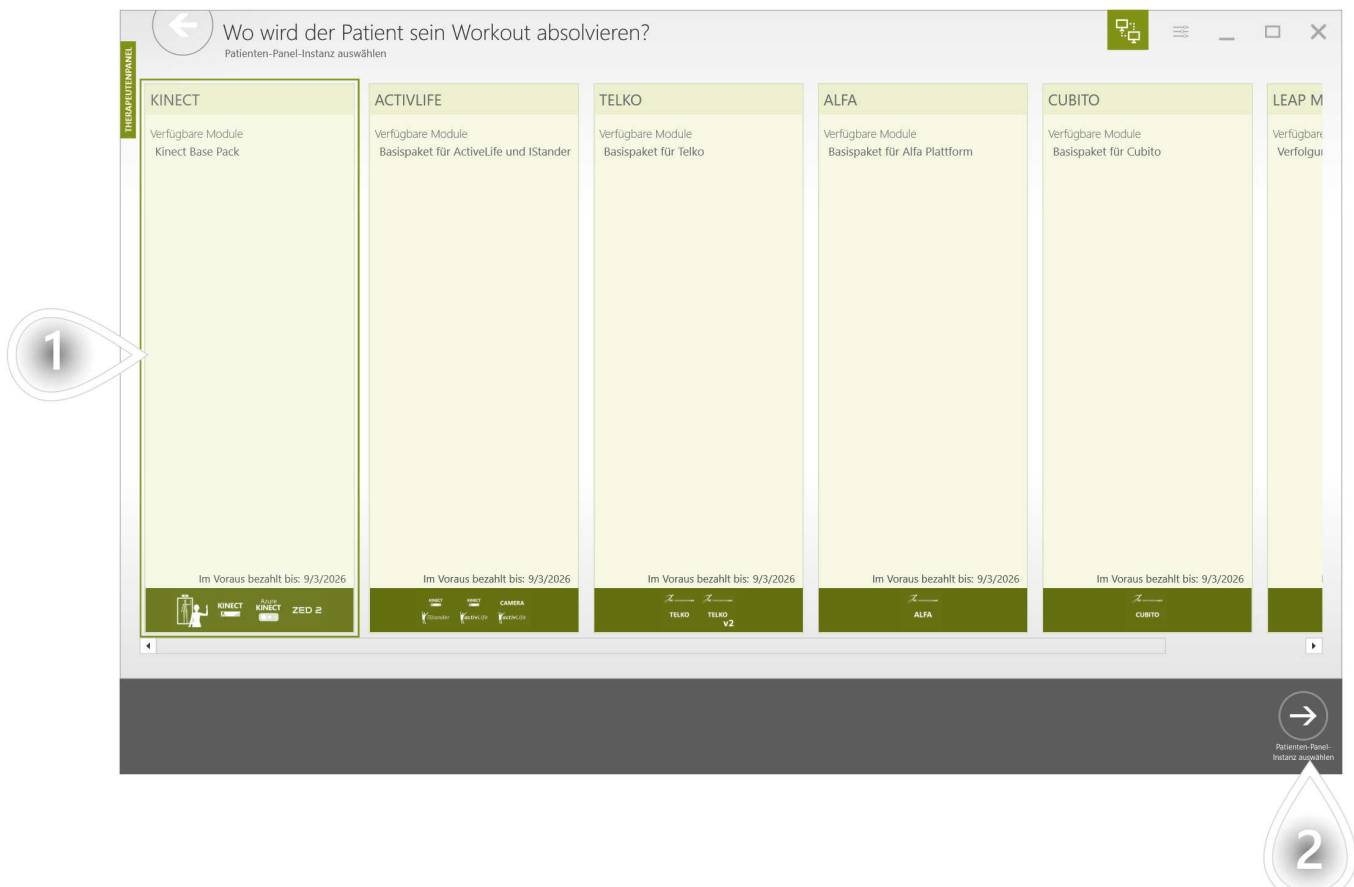 Wo wird der Patient sein Workout absolvieren?
Patienten-Panel-Instanz auswählen
THERAPEUTENPANEL
KINECT
Verfügbare Module
Kinect Base Pack
Im Voraus bezahlt bis: 9/3/2026
KINECT
Azure
KINECT
ZED 2
ACTIVLIFE
Verfügbare Module
Basispaket für ActiveLife und IStander
Im Voraus bezahlt bis: 9/3/2026
KINECT
KINECT
CAMERA
IStander
activLife
activLife
TELKO
Verfügbare Module
Basispaket für Telko
Im Voraus bezahlt bis: 9/3/2026
TELKO
TELKO
v2
ALFA
Verfügbare Module
Basispaket für Alfa Plattform
Im Voraus bezahlt bis: 9/3/2026
ALFA
CUBITO
Verfügbare Module
Basispaket für Cubito
Im Voraus bezahlt bis: 9/3/2026
CUBITO
LEAP M
Verfügbare
Verfolgu
Patienten-Panel-
Instanz auswählen
1
2